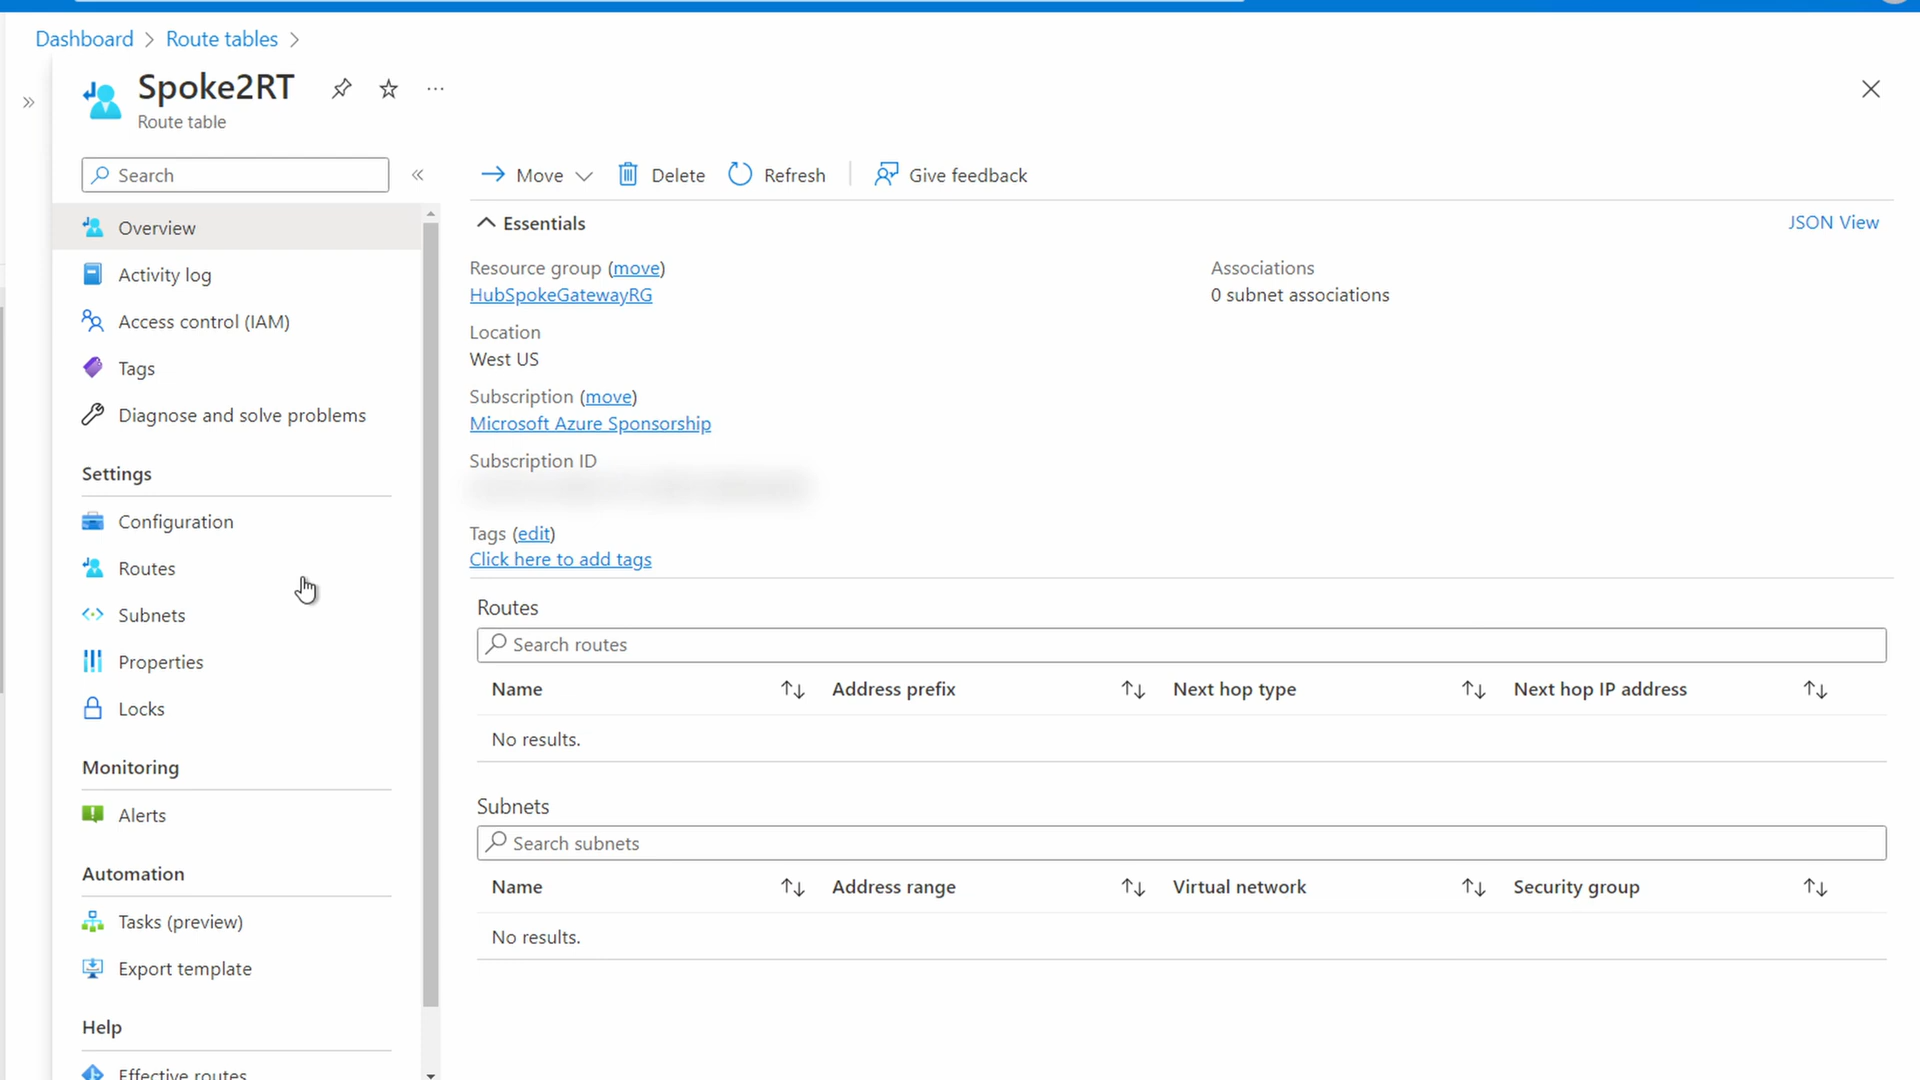 Dashboard
Route tables
Spoke2RT
Route table
Search
Move
Delete
Refresh
Give feedback
Overview
Activity log
Access control (IAM)
Tags
Diagnose and solve problems
Settings
Configuration
Routes
Subnets
Properties
Locks
Monitoring
Alerts
Automation
Tasks (preview)
Export template
Help
Effective routes
Essentials
JSON View
Resource group (move)
HubSpokeGatewayRG
Location
West US
Subscription (move)
Microsoft Azure Sponsorship
Subscription ID
Tags (edit)
Click here to add tags
Associations
0 subnet associations
Routes
Search routes
Name Address prefix Next hop type Next hop IP address
No results.
Subnets
Search subnets
Name Address range Virtual network Security group
No results.